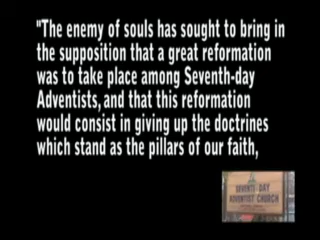 "The enemy of souls has sought to bring in
the supposition that a great reformation
was to take place among Seventh-day
Adventists, and that this reformation
would consist in giving up the doctrines
which stand as the pillars of our faith,
SEVENTH-DAY
ADVENTIST CHURCH